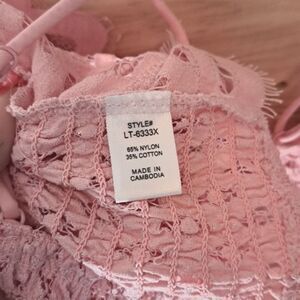 STYLE#
LT-6333X
65% NYLON
35% COTTON
MADE IN
CAMBODIA